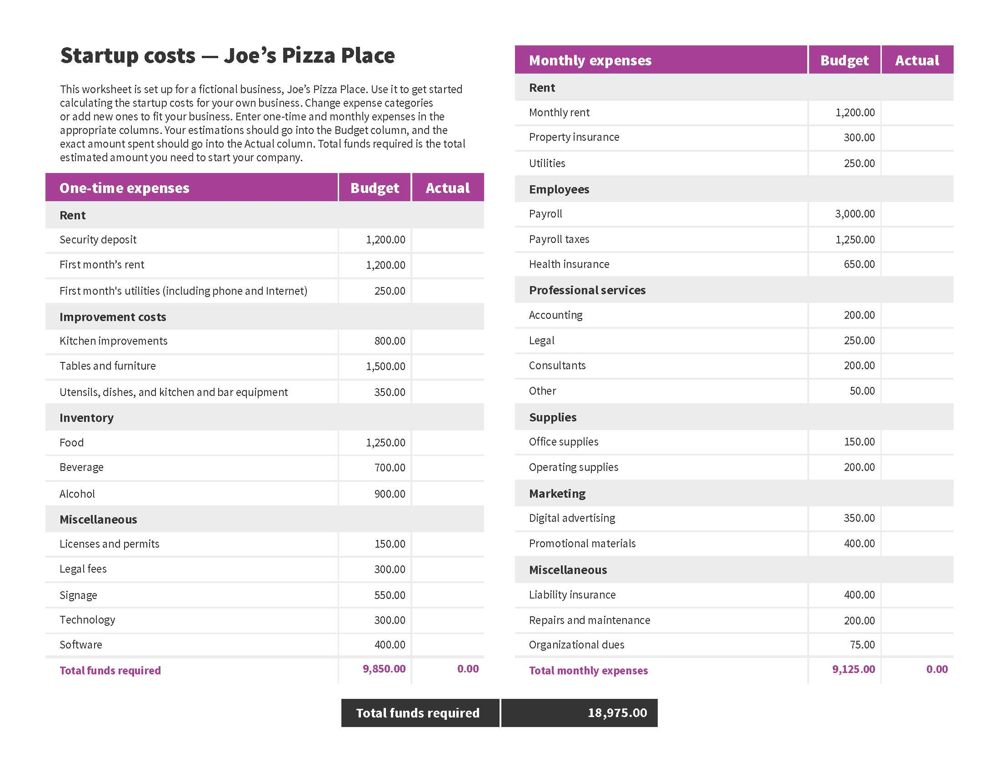 Startup costs — Joe’s Pizza Place
This worksheet is set up for a fictional business, Joe’s Pizza Place. Use it to get started
calculating the startup costs for your own business. Change expense categories
or add new ones to fit your business. Enter one-time and monthly expenses in the
appropriate columns. Your estimations should go into the Budget column, and the
exact amount spent should go into the Actual column. Total funds required is the total
estimated amount you need to start your company.
One-time expenses Budget Actual
Rent
Security deposit 1,200.00
First month’s rent 1,200.00
First month's utilities (including phone and Internet) 250.00
Improvement costs
Kitchen improvements 800.00
Tables and furniture 1,500.00
Utensils, dishes, and kitchen and bar equipment 350.00
Inventory
Food 1,250.00
Beverage 700.00
Alcohol 900.00
Miscellaneous
Licenses and permits 150.00
Legal fees 300.00
Signage 550.00
Technology 300.00
Software 400.00
Total funds required 9,850.00 0.00
Monthly expenses Budget Actual
Rent
Monthly rent 1,200.00
Property insurance 300.00
Utilities 250.00
Employees
Payroll 3,000.00
Payroll taxes 1,250.00
Health insurance 650.00
Professional services
Accounting 200.00
Legal 250.00
Consultants 200.00
Other 50.00
Supplies
Office supplies 150.00
Operating supplies 200.00
Marketing
Digital advertising 350.00
Promotional materials 400.00
Miscellaneous
Liability insurance 400.00
Repairs and maintenance 200.00
Organizational dues 75.00
Total monthly expenses 9,125.00 0.00
Total funds required 18,975.00